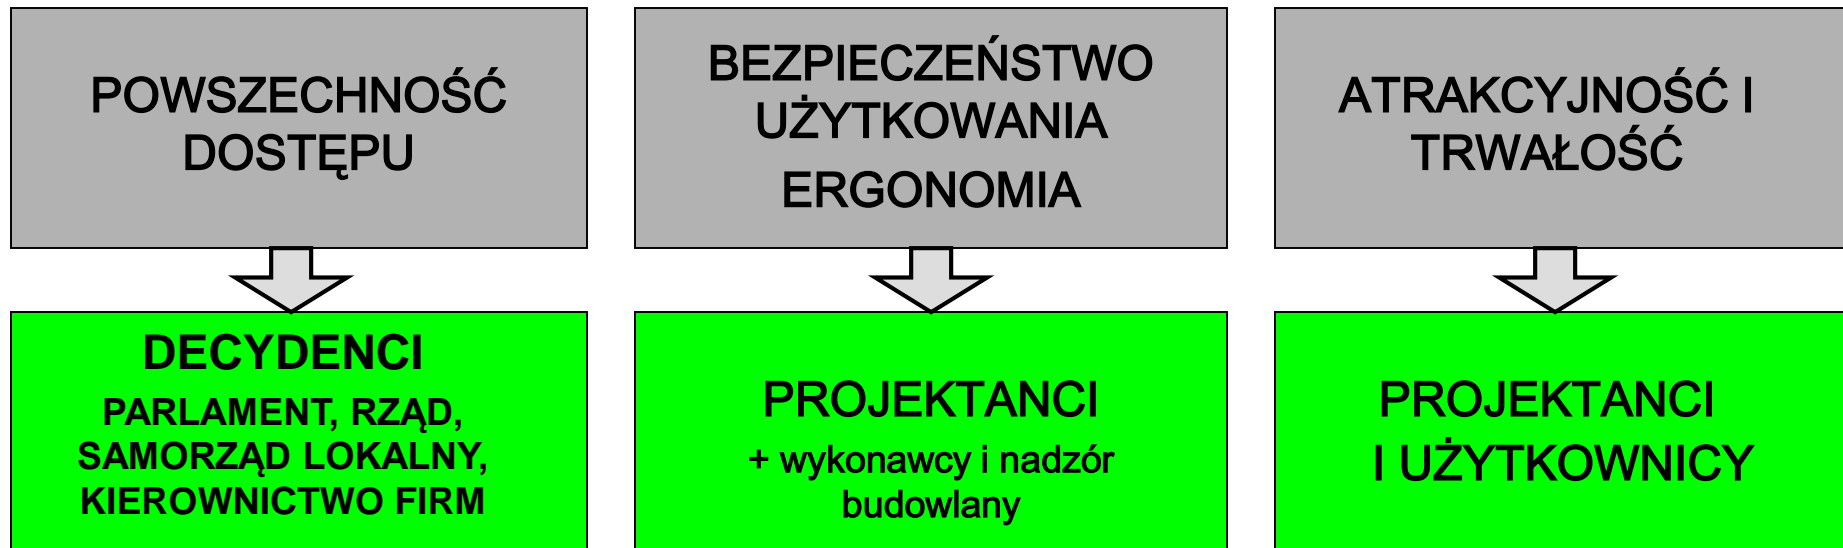 POWSZECHNOŚĆ
DOSTĘPU
BEZPIECZEŃSTWO
UŻYTKOWANIA
ERGONOMIA
ATRAKCYJNOŚĆ I
TRWAŁOŚĆ
DECYDENCI
PARLAMENT, RZĄD,
SAMORZĄD LOKALNY,
KIEROWNICTWO FIRM
PROJEKTANCI
+ wykonawcy i nadzór
budowlany
PROJEKTANCI
I UŻYTKOWNICY